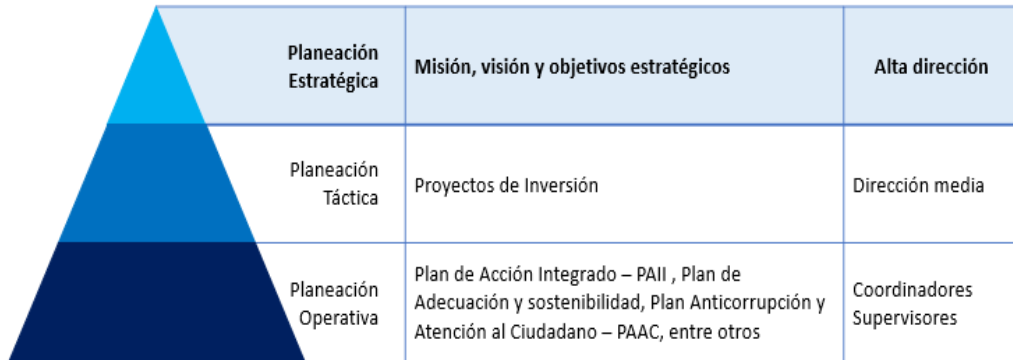 Planeación
Estratégica
Misión, visión y objetivos estratégicos
Alta dirección
Planeación
Táctica
Proyectos de Inversión
Dirección media
Planeación
Operativa
Plan de Acción Integrado – PAII , Plan de
Adecuación y sostenibilidad, Plan Anticorrupción y
Atención al Ciudadano – PAAC, entre otros
Coordinadores
Supervisores